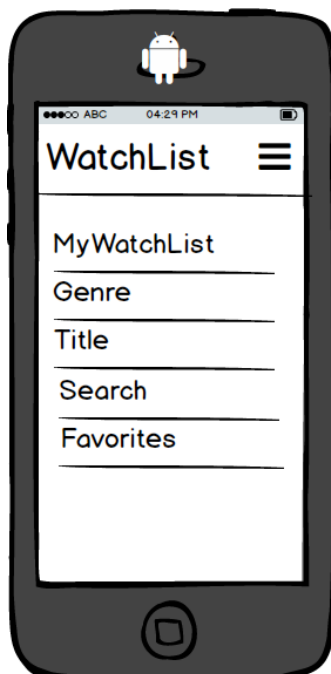 ABC 04:29 PM
WatchList
MyWatchList
Genre
Title
Search
Favorites